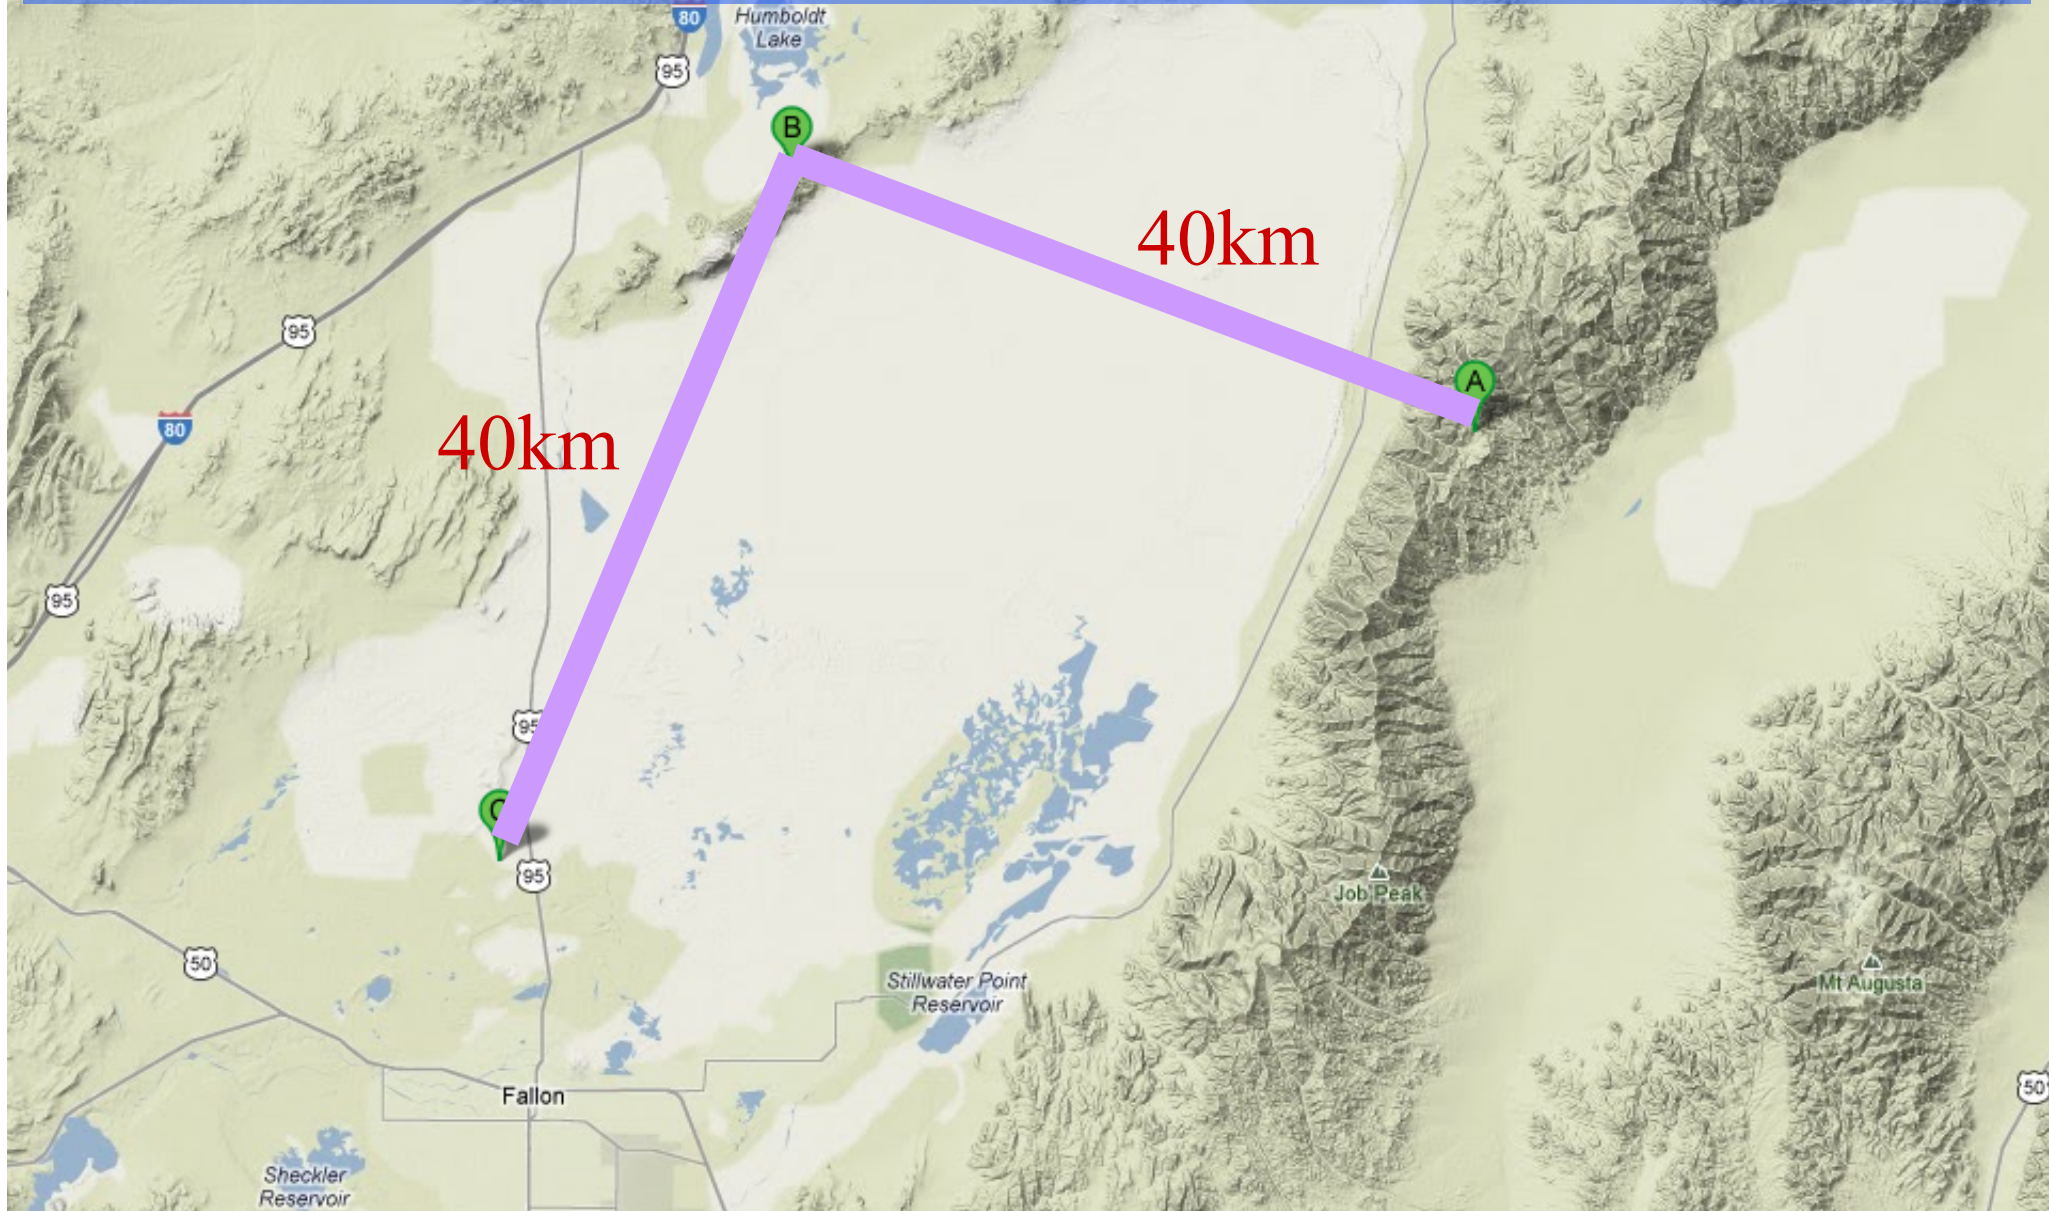 80
Humboldt
Lake
95
B
40km
95
A
80
40km
95
95
C
95
Job Peak
50
Stillwater Point
Reservoir
Mt Augusta
50
Fallon
Sheckler
Reservoir